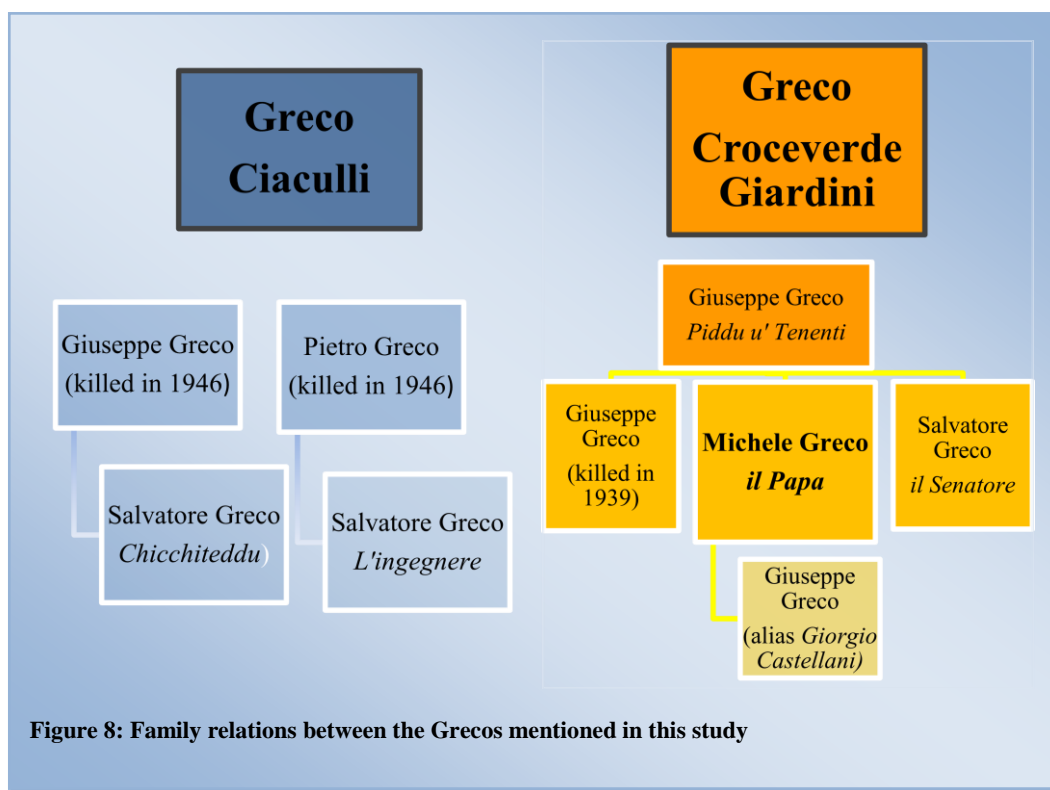 Greco
Ciaculli
Greco
Croceverde
Giardini
Giuseppe Greco
(killed in 1946)
Salvatore Greco
Chicchiteddu)
Pietro Greco
(killed in 1946)
Salvatore Greco
L'ingegnere
Giuseppe Greco
Piddu u' Tenenti
Giuseppe
Greco
(killed in
1939)
Michele Greco
il Papa
Salvatore
Greco
il Senatore
Giuseppe
Greco
(alias Giorgio
Castellani)
Figure 8: Family relations between the Grecos mentioned in this study